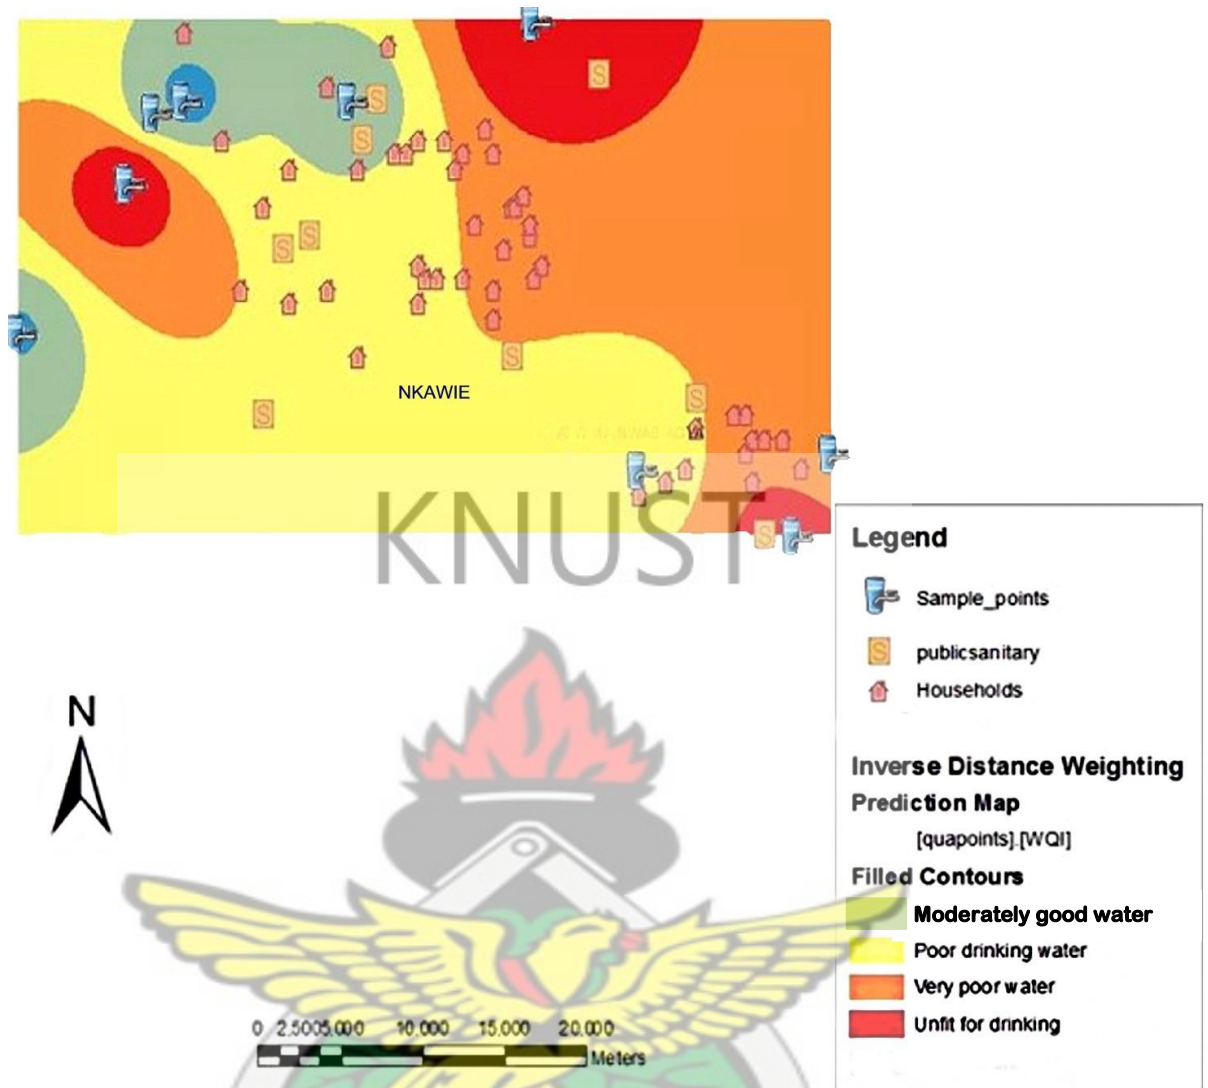 NKAWIE
KNUST
Legend
Sample_points
S publicsanitary
Households
N
Inverse Distance Weighting
Prediction Map
[quapoints].[WQI]
Filled Contours
Moderately good water
Poor drinking water
Very poor water
Unfit for drinking
0 2.5005.000 10.000 15.000 20.000
Meters